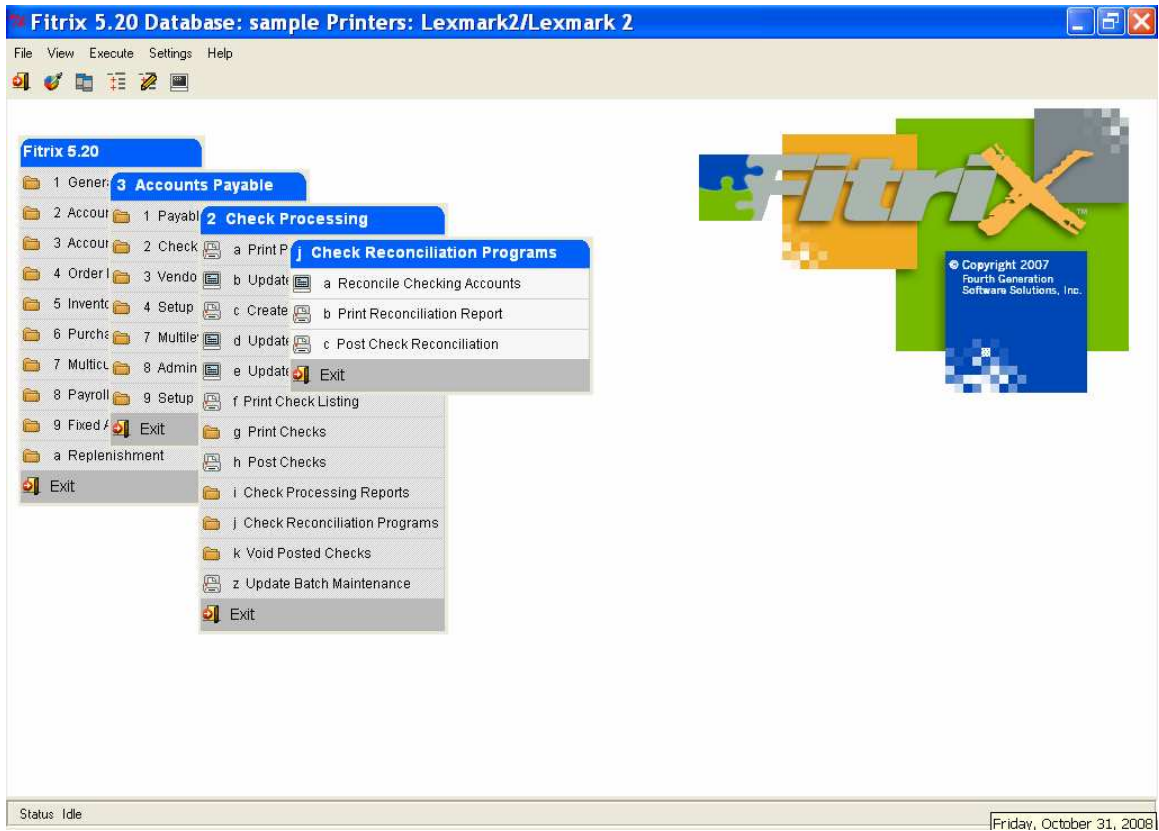 Fitrix 5.20 Database: sample Printers: Lexmark2/Lexmark 2
File View Execute Settings Help
Fitrix 5.20
1 Gener
2 Accour
3 Accour
4 Order
5 Invento
6 Purcha
7 Multicu
8 Payroll
9 Fixed
a Replenishment
Exit
3 Accounts Payable
1 Payabl
2 Check
3 Vendo
4 Setup
7 Multile
8 Admin
9 Setup
Exit
2 Check Processing
a Print P
b Update
c Create
d Update
e Update
f Print Check Listing
g Print Checks
h Post Checks
i Check Processing Reports
j Check Reconciliation Programs
k Void Posted Checks
z Update Batch Maintenance
Exit
j Check Reconciliation Programs
a Reconcile Checking Accounts
b Print Reconciliation Report
c Post Check Reconciliation
Exit
FitriX
TM
© Copyright 2007
Fourth Generation
Software Solutions, Inc.
Status Idle
Friday, October 31, 2008